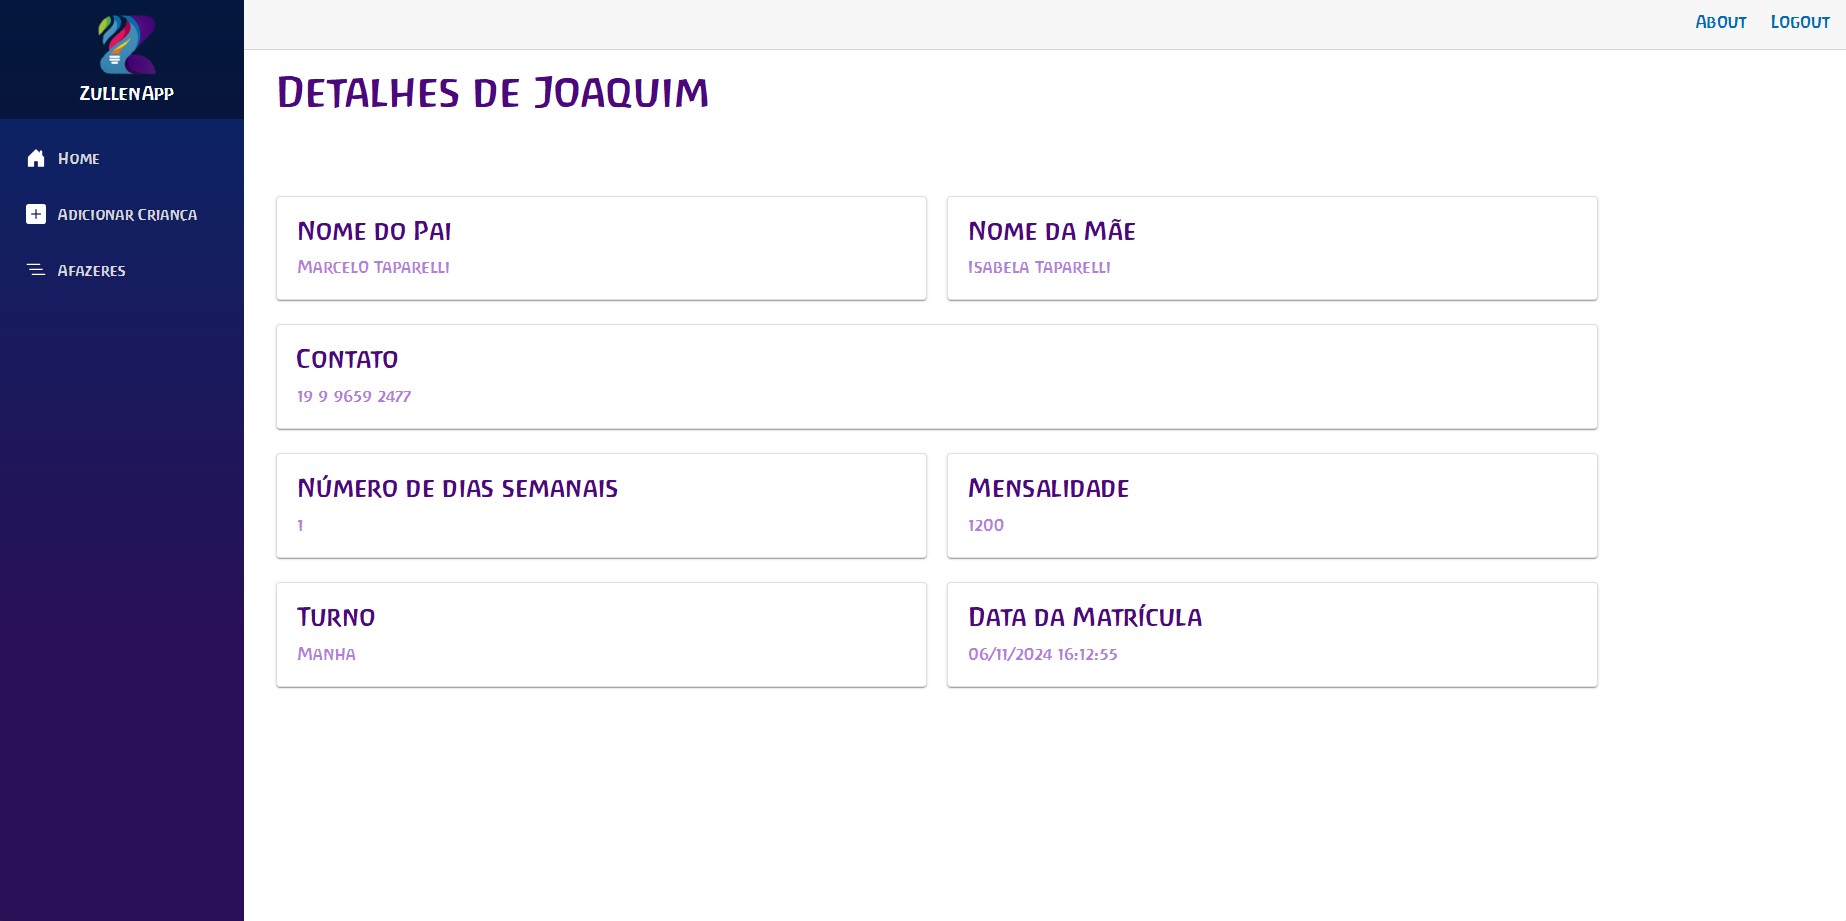 About Logout
ZullenApp
Home
Adicionar Criança
Afazeres
Detalhes de Joaquim
Nome do Pai
Marcelo Taparelli
Nome da Mãe
Isabela Taparelli
Contato
19 9 9659 2477
Número de dias semanais
1
Mensalidade
1200
Turno
Manha
Data da Matrícula
06/11/2024 16:12:55